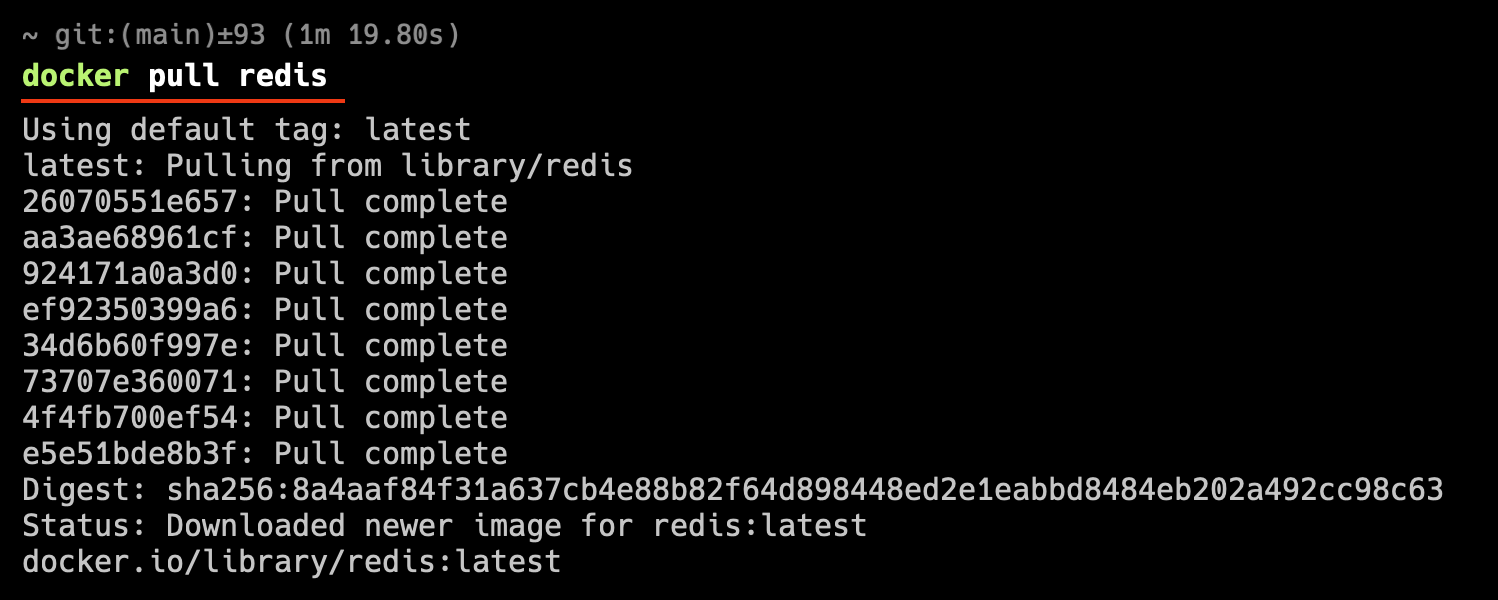 ~ git:(main)±93 (1m 19.80s)
docker pull redis
Using default tag: latest
latest: Pulling from library/redis
26070551e657: Pull complete
aa3ae68961cf: Pull complete
924171a0a3d0: Pull complete
ef92350399a6: Pull complete
34d6b60f997e: Pull complete
73707e360071: Pull complete
4f4fb700ef54: Pull complete
e5e51bde8b3f: Pull complete
Digest: sha256:8a4aaf84f31a637cb4e88b82f64d898448ed2e1eabbd8484eb202a492cc98c63
Status: Downloaded newer image for redis:latest
docker.io/library/redis:latest